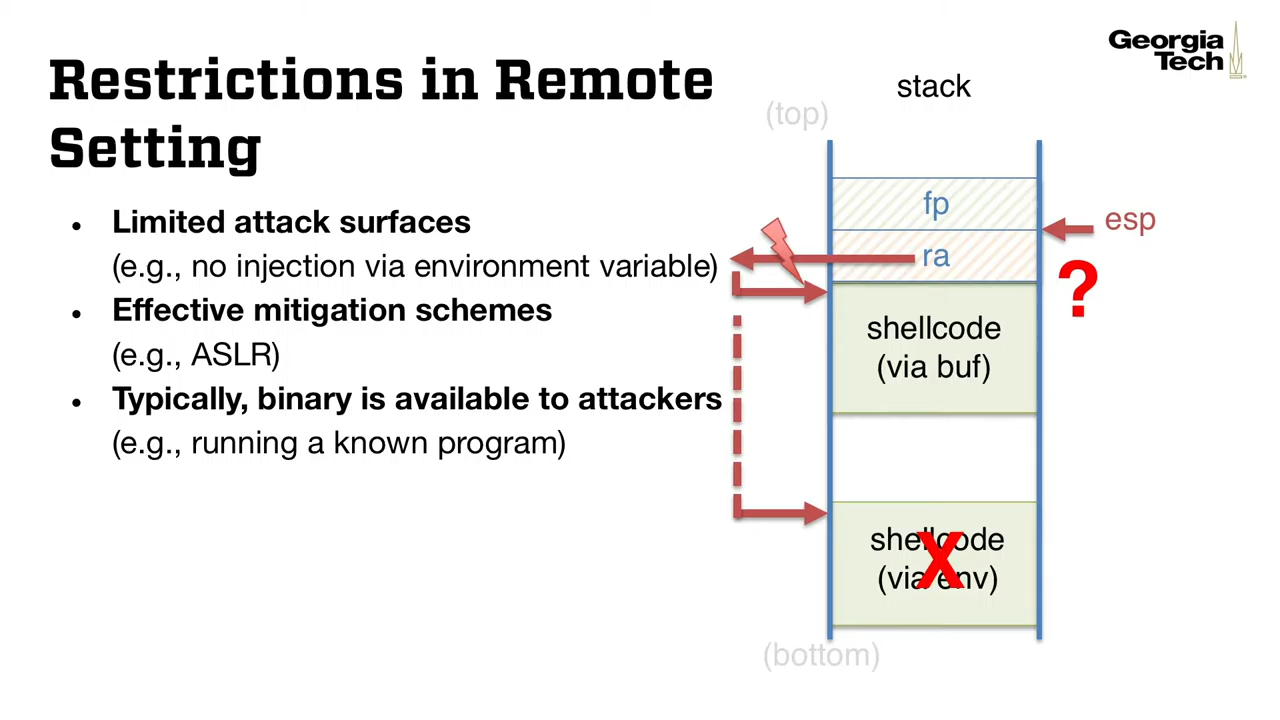 Restrictions in Remote
Setting
• Limited attack surfaces
(e.g., no injection via environment variable)
• Effective mitigation schemes
(e.g., ASLR)
• Typically, binary is available to attackers
(e.g., running a known program)
Georgia
Tech
stack
(top)
fp
esp
ra
?
shellcode
(via buf)
shellcode
(via env)
X
(bottom)